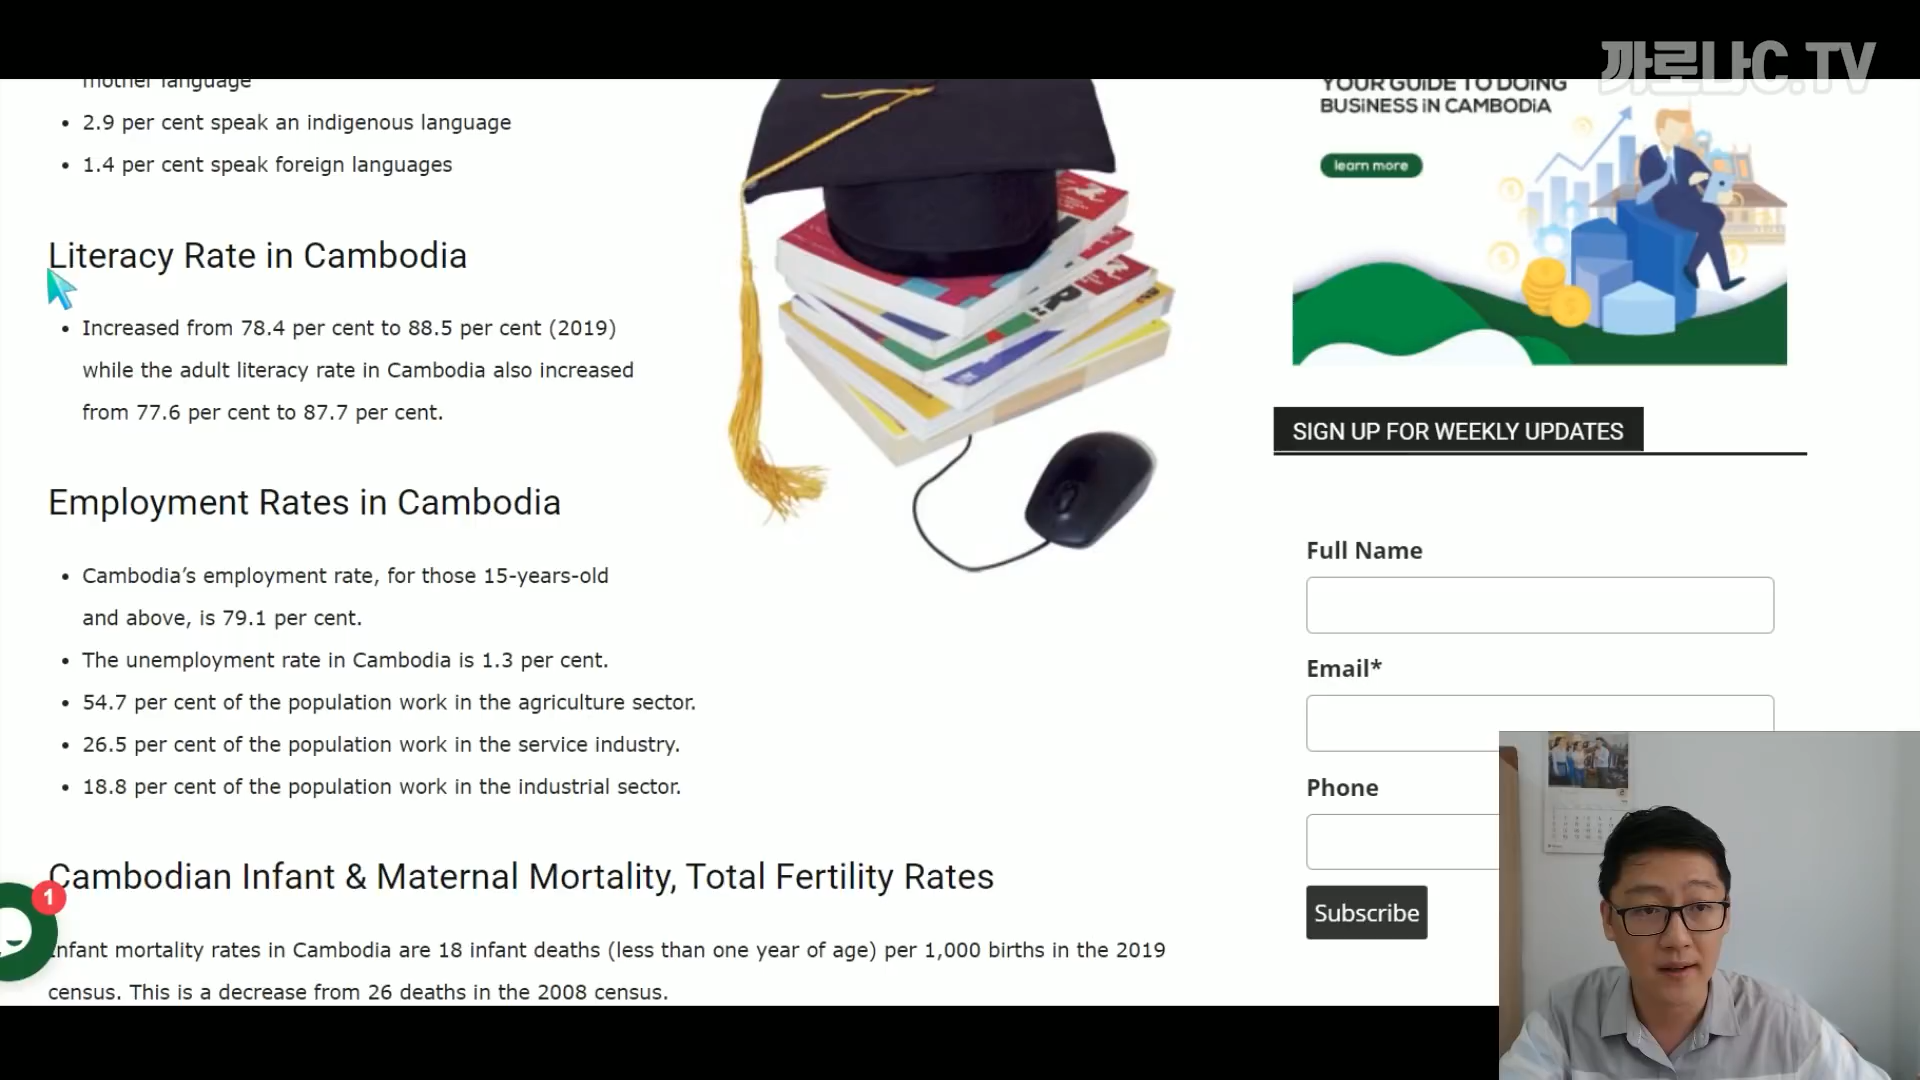 까로나C.TV
mother language
• 2.9 per cent speak an indigenous language
• 1.4 per cent speak foreign languages
Literacy Rate in Cambodia
• Increased from 78.4 per cent to 88.5 per cent (2019)
while the adult literacy rate in Cambodia also increased
from 77.6 per cent to 87.7 per cent.
Employment Rates in Cambodia
• Cambodia’s employment rate, for those 15-years-old
and above, is 79.1 per cent.
• The unemployment rate in Cambodia is 1.3 per cent.
• 54.7 per cent of the population work in the agriculture sector.
• 26.5 per cent of the population work in the service industry.
• 18.8 per cent of the population work in the industrial sector.
Cambodian Infant & Maternal Mortality, Total Fertility Rates
Infant mortality rates in Cambodia are 18 infant deaths (less than one year of age) per 1,000 births in the 2019
census. This is a decrease from 26 deaths in the 2008 census.
1
YOUR GUIDE TO DOING
BUSINESS IN CAMBODIA
learn more
SIGN UP FOR WEEKLY UPDATES
Full Name
Email*
Phone
Subscribe